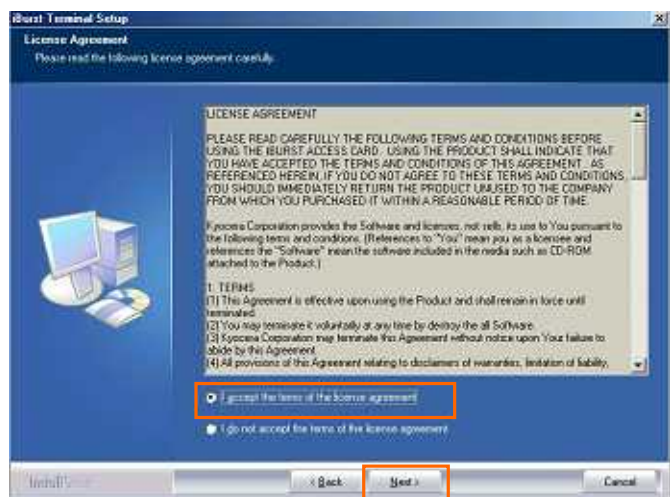 iBurst Terminal Setup
License Agreement
Please read the following license agreement carefully.
LICENSE AGREEMENT
PLEASE READ CAREFULLY THE FOLLOWING TERMS AND CONDITIONS BEFORE
USING THE IBURST ACCESS CARD. USING THE PRODUCT SHALL INDICATE THAT
YOU HAVE ACCEPTED THE TERMS AND CONDITIONS OF THIS AGREEMENT. AS
REFERENCED HEREIN, IF YOU DO NOT AGREE TO THESE TERMS AND CONDITIONS,
YOU SHOULD IMMEDIATELY RETURN THE PRODUCT UNUSED TO THE COMPANY
FROM WHICH YOU PURCHASED IT WITHIN A REASONABLE PERIOD OF TIME.
Kyocera Corporation provides the Software and licenses, not sells, its use to You pursuant to
the following terms and conditions. (References to "You" mean you as a licensee and
references the "Software" mean the software included in the media such as CD-ROM
attached to the Product.)
1. TERMS
(1) This Agreement is effective upon using the Product and shall remain in force until
terminated.
(2) You may terminate it voluntarily at any time by destroy the all Software.
(3) Kyocera Corporation may terminate this Agreement without notice upon Your failure to
abide by this Agreement.
(4) All provisions of this Agreement relating to disclaimers of warranties, limitation of liability,
I accept the terms of the license agreement
I do not accept the terms of the license agreement
InstallShield
< Back
Next >
Cancel